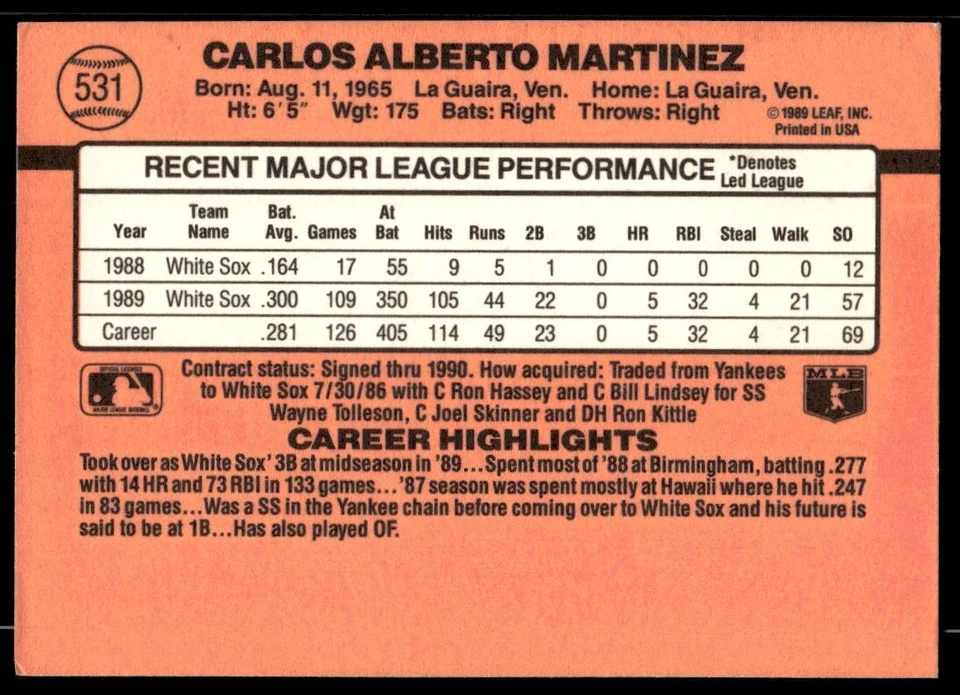 531
CARLOS ALBERTO MARTINEZ
Born: Aug. 11, 1965 La Guaira, Ven. Home: La Guaira, Ven.
Ht: 6'5" Wgt: 175 Bats: Right Throws: Right
© 1989 LEAF, INC.
Printed in USA
RECENT MAJOR LEAGUE PERFORMANCE *Denotes Led League
Year Team Name Bat. Avg. Games At Bat Hits Runs 2B 3B HR RBI Steal Walk SO
1988 White Sox .164 17 55 9 5 1 0 0 0 0 0 12
1989 White Sox .300 109 350 105 44 22 0 5 32 4 21 57
Career .281 126 405 114 49 23 0 5 32 4 21 69
OFFICIAL LICENSEE
MAJOR LEAGUE BASEBALL
MLB
Contract status: Signed thru 1990. How acquired: Traded from Yankees
to White Sox 7/30/86 with C Ron Hassey and C Bill Lindsey for SS
Wayne Tolleson, C Joel Skinner and DH Ron Kittle
CAREER HIGHLIGHTS
Took over as White Sox' 3B at midseason in '89...Spent most of '88 at Birmingham, batting .277
with 14 HR and 73 RBI in 133 games...'87 season was spent mostly at Hawaii where he hit .247
in 83 games...Was a SS in the Yankee chain before coming over to White Sox and his future is
said to be at 1B...Has also played OF.